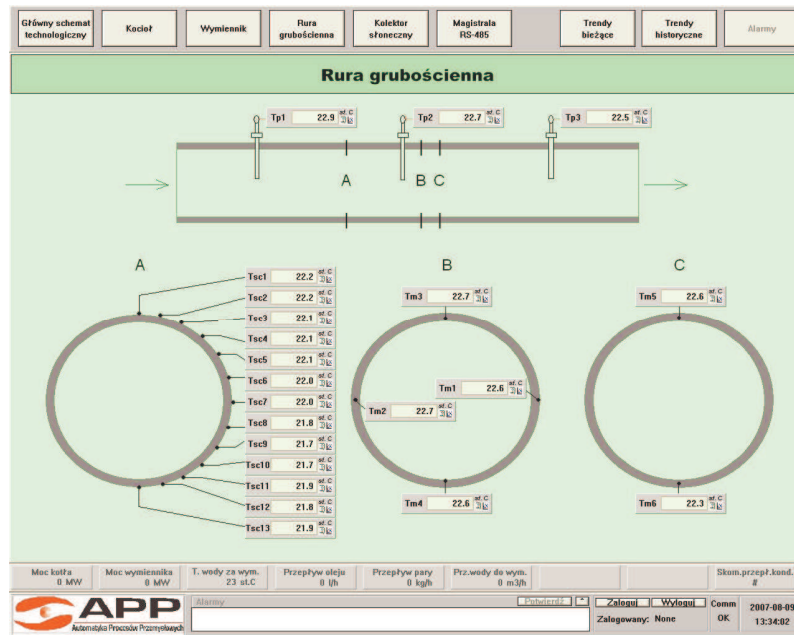 Główny schemat
technologiczny
Kocioł
Wymiennik
Rura
grubościenna
Kolektor
słoneczny
Magistrala
RS-485
Trendy
bieżące
Trendy
historyczne
Alarmy
Rura grubościenna
Tp1 22.9 st. C
Tp2 22.7 st. C
Tp3 22.5 st. C
A B C
A
B
C
Tsc1 22.2 st. C
Tsc2 22.2 st. C
Tsc3 22.1 st. C
Tsc4 22.1 st. C
Tsc5 22.1 st. C
Tsc6 22.0 st. C
Tsc7 22.0 st. C
Tsc8 21.8 st. C
Tsc9 21.7 st. C
Tsc10 21.7 st. C
Tsc11 21.9 st. C
Tsc12 21.8 st. C
Tsc13 21.9 st. C
Tm3 22.7 st. C
Tm1 22.6 st. C
Tm2 22.7 st. C
Tm4 22.6 st. C
Tm5 22.6 st. C
Tm6 22.3 st. C
Moc kotła
0 MW
Moc wymiennika
0 MW
T. wody za wym.
23 st.C
Przepływ oleju
0 l/h
Przepływ pary
0 kg/h
Prz.wody do wym.
0 m3/h
Skum.przepł.kond.
#
APP
Automatyka Procesów Przemysłowych
Alarmy
Potwierdź *
Zaloguj Wyloguj
Zalogowany: None
Comm
OK
2007-08-09
13:34:02